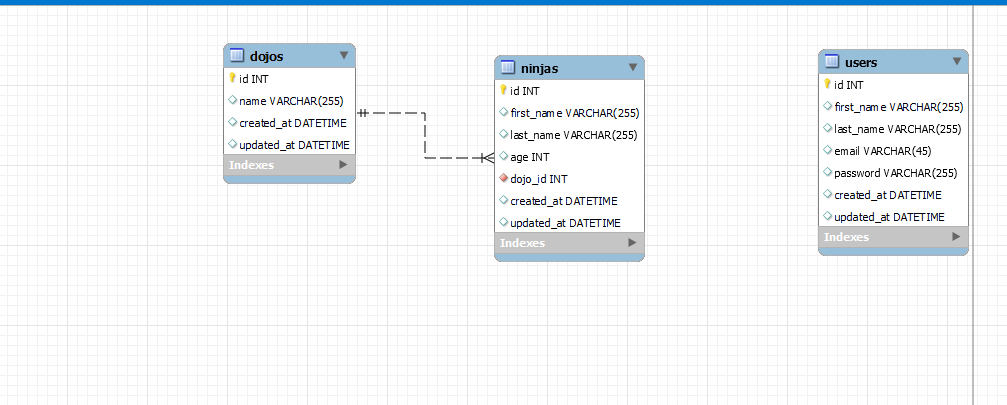 dojos
id INT
name VARCHAR(255)
created_at DATETIME
updated_at DATETIME
Indexes
ninjas
id INT
first_name VARCHAR(255)
last_name VARCHAR(255)
age INT
dojo_id INT
created_at DATETIME
updated_at DATETIME
Indexes
users
id INT
first_name VARCHAR(255)
last_name VARCHAR(255)
email VARCHAR(45)
password VARCHAR(255)
created_at DATETIME
updated_at DATETIME
Indexes